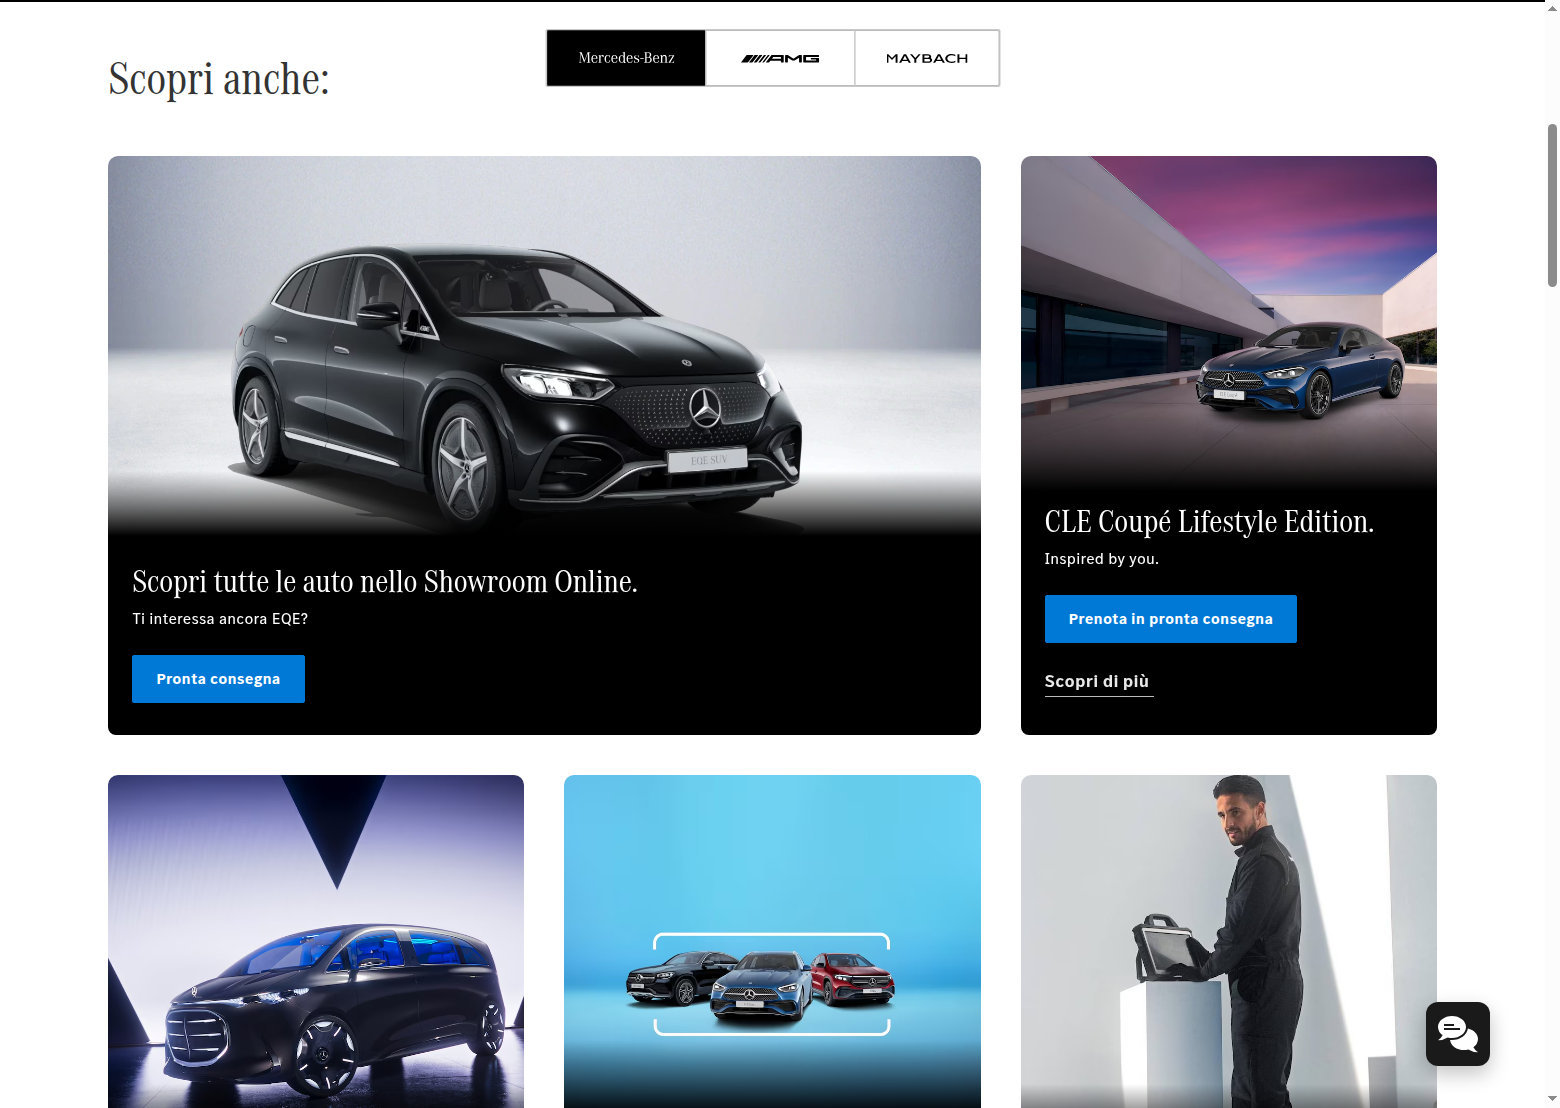 Scopri anche:
Mercedes-Benz
AMG
MAYBACH
EQE SUV
Scopri tutte le auto nello Showroom Online.
Ti interessa ancora EQE?
Pronta consegna
CLE Coupé Lifestyle Edition.
Inspired by you.
Prenota in pronta consegna
Scopri di più